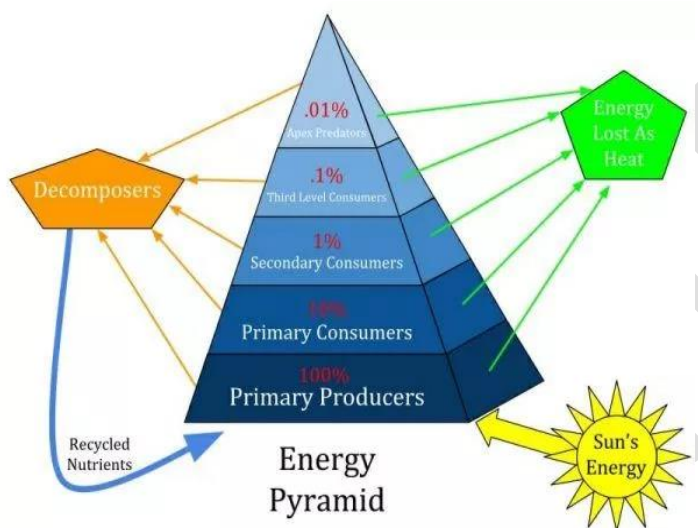 .01%
Apex Predators
.1%
Third Level Consumers
1%
Secondary Consumers
10%
Primary Consumers
100%
Primary Producers
Decomposers
Energy
Lost As
Heat
Recycled
Nutrients
Sun's
Energy
Energy
Pyramid